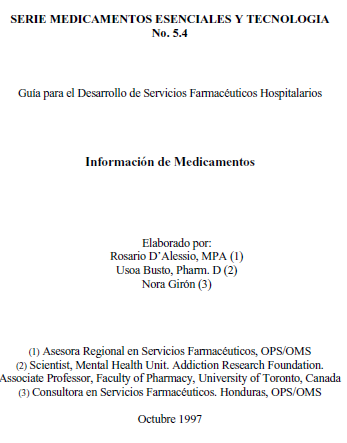 SERIE MEDICAMENTOS ESENCIALES Y TECNOLOGIA
No. 5.4
Guía para el Desarrollo de Servicios Farmacéuticos Hospitalarios
Información de Medicamentos
Elaborado por:
Rosario D'Alessio, MPA (1)
Usoa Busto, Pharm. D (2)
Nora Girón (3)
(1) Asesora Regional en Servicios Farmacéuticos, OPS/OMS
(2) Scientist, Mental Health Unit. Addiction Research Foundation.
Associate Professor, Faculty of Pharmacy, University of Toronto, Canada
(3) Consultora en Servicios Farmacéuticos. Honduras, OPS/OMS
Octubre 1997